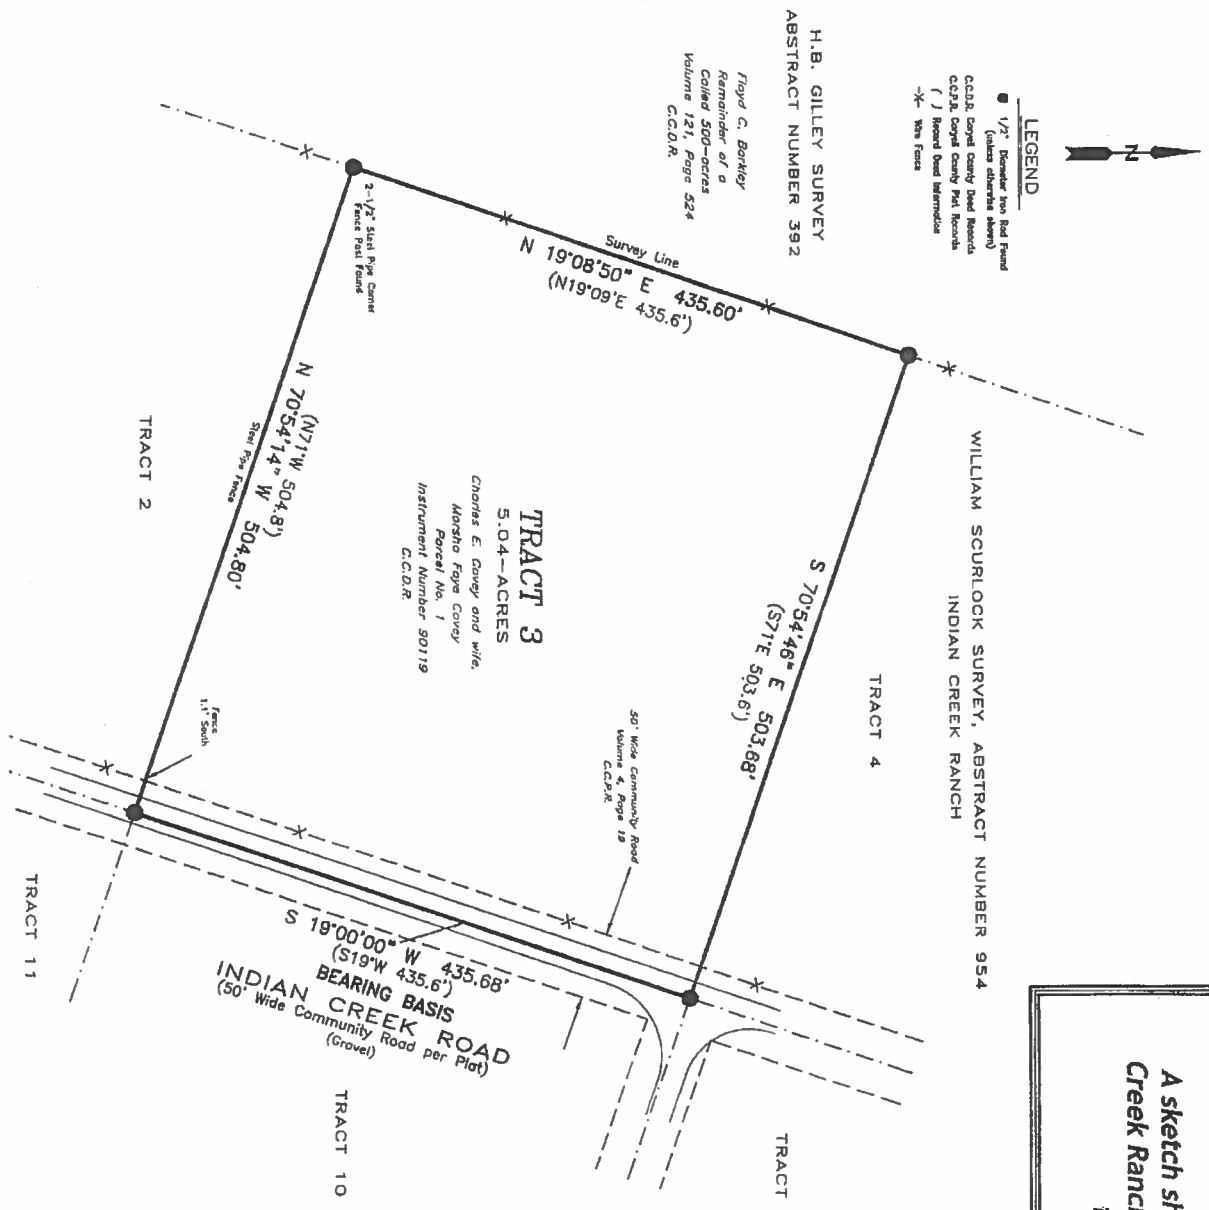 LEGEND
1/2" Diameter Iron Rod Found
(unless otherwise shown)
C.C.D.R. Coryell County Deed Records
C.C.P.R. Coryell County Plat Records
( ) Record Deed Information
-X- Wire Fence
N
H.B. GILLEY SURVEY
ABSTRACT NUMBER 392
Floyd C. Barkley
Remainder of a
Called 500-acres
Volume 121, Page 524
C.C.D.R.
WILLIAM SCURLOCK SURVEY, ABSTRACT NUMBER 954
INDIAN CREEK RANCH
Survey Line
N 19°08'50" E 435.60'
(N19°09'E 435.6')
2-1/2" Steel Pipe Corner
Fence Post Found
TRACT 4
S 70°54'46" E 503.68'
(S71°E 503.6')
TRACT 3
5.04-ACRES
Charles E. Covey and wife,
Marsha Faye Covey
Parcel No. 1
Instrument Number 90119
C.C.D.R.
(N71°W 504.8')
N 70°54'14" W 504.80'
Steel Pipe Fence
TRACT 2
Fence
1.1' South
50' Wide Community Road
Volume 4, Page 19
C.C.P.R.
S 19°00'00" W 435.68'
(S19°W 435.6')
BEARING BASIS
INDIAN CREEK ROAD
(50' Wide Community Road per Plat)
(Gravel)
TRACT 11
TRACT 10
TRACT
A sketch sh
Creek Ranc